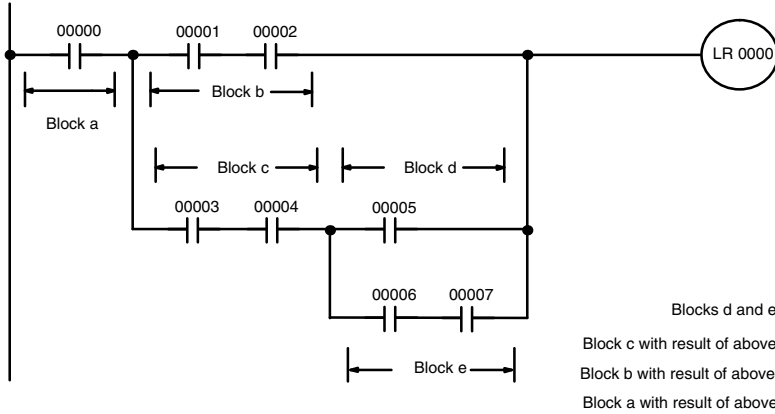 00000
00001
00002
LR 0000
Block b
Block a
Block c
Block d
00003
00004
00005
00006
00007
Blocks d and e
Block c with result of above
Block e
Block b with result of above
Block a with result of above